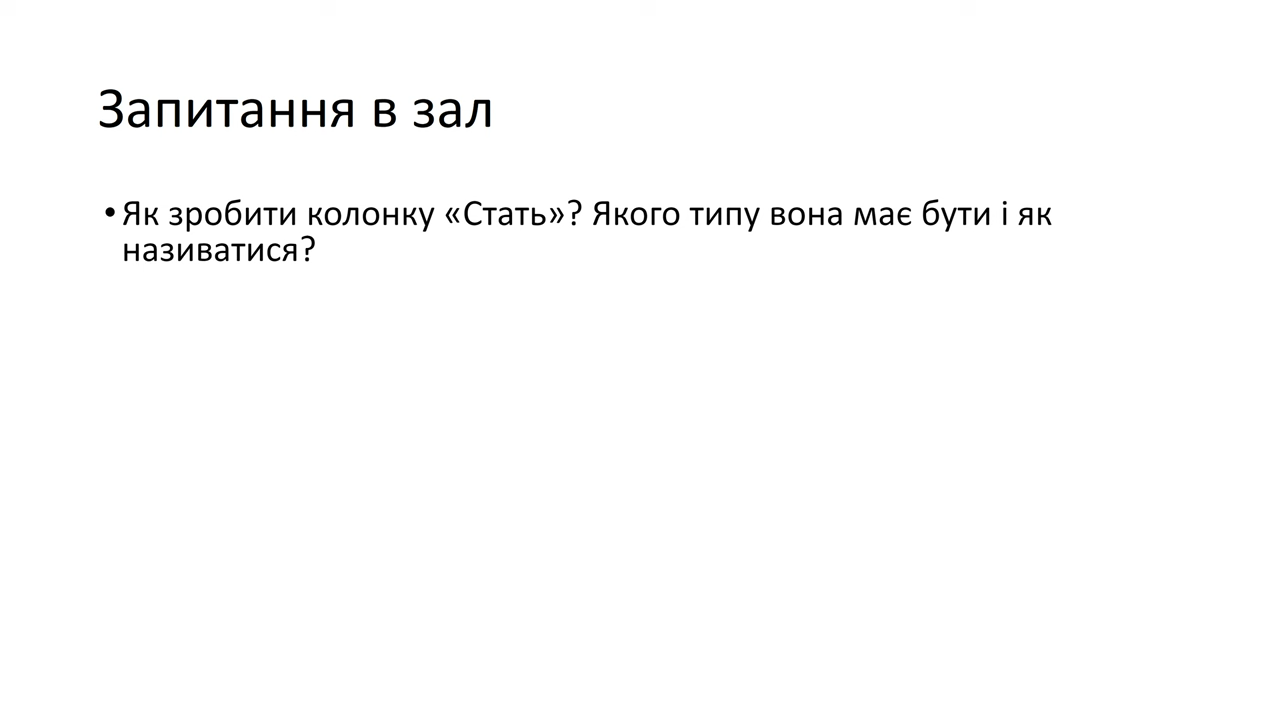 Запитання в зал
•Як зробити колонку «Стать»? Якого типу вона має бути і як
називатися?